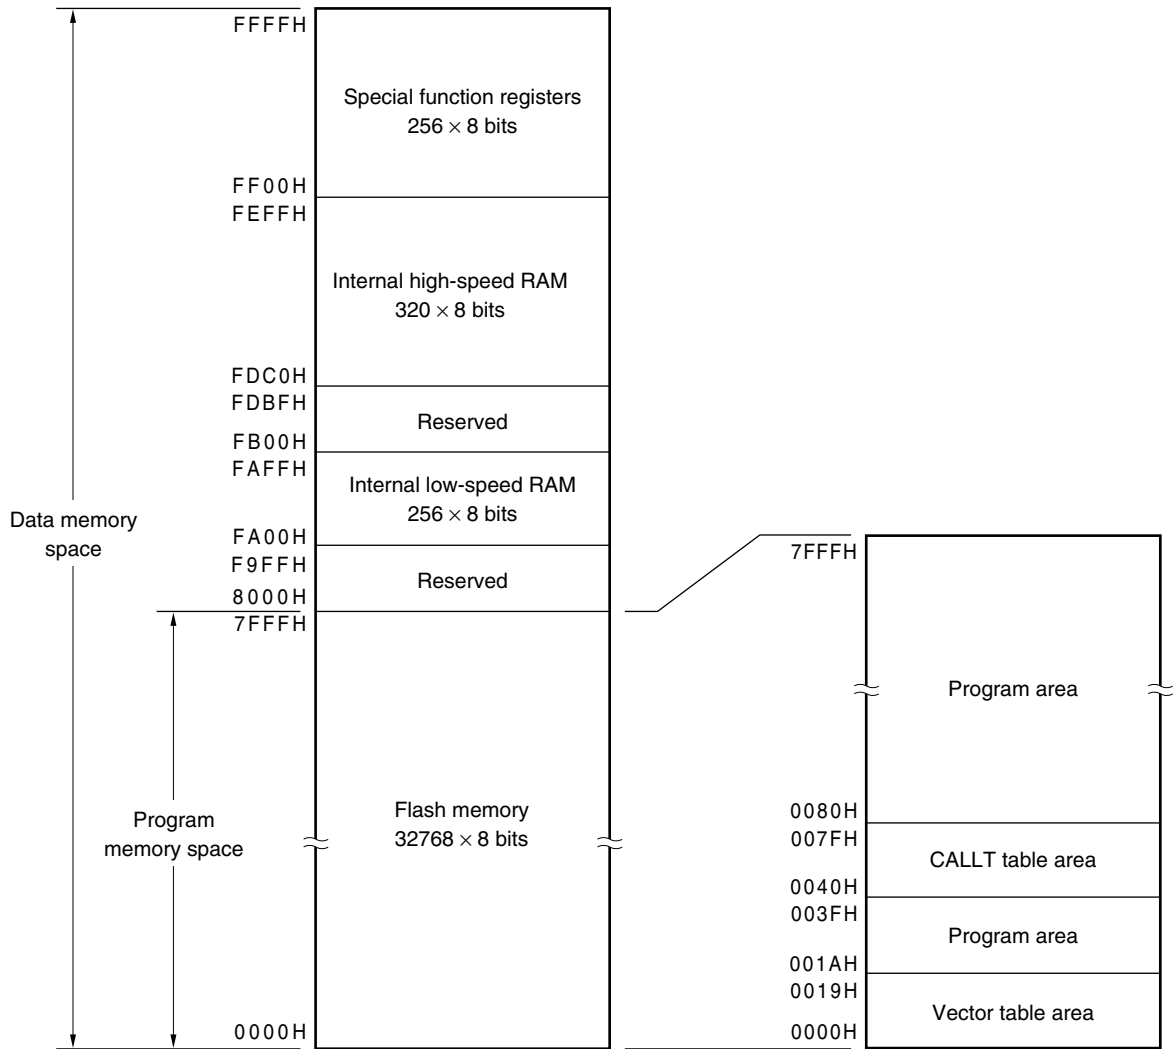 FFFFH
Special function registers
256 × 8 bits
FF00H
FEFFH
Internal high-speed RAM
320 × 8 bits
FDC0H
FDBFH
Reserved
FB00H
FAFFH
Internal low-speed RAM
256 × 8 bits
Data memory
space
FA00H
F9FFH
Reserved
8000H
7FFFH
Flash memory
32768 × 8 bits
Program
memory space
0000H
7FFFH
Program area
0080H
007FH
CALLT table area
0040H
003FH
Program area
001AH
0019H
Vector table area
0000H